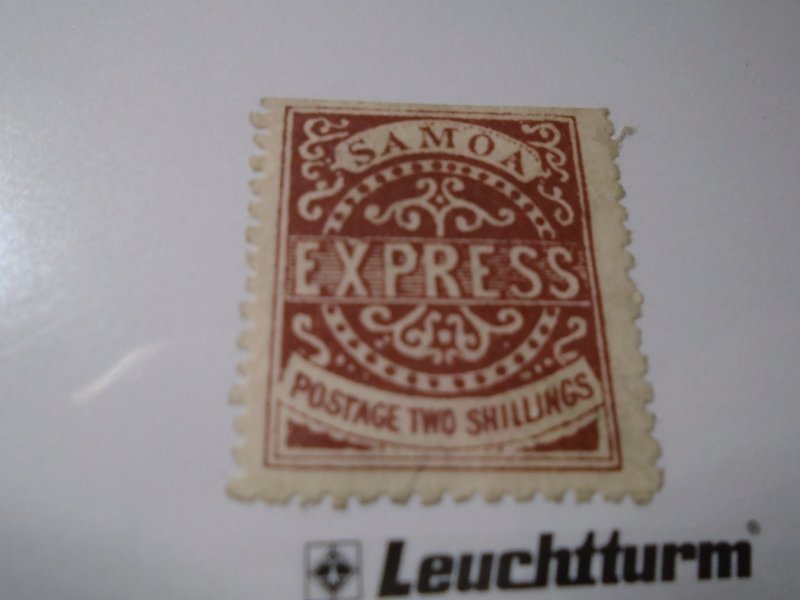 SAMOA
EXPRESS
POSTAGE TWO SHILLINGS
Leuchtturm®